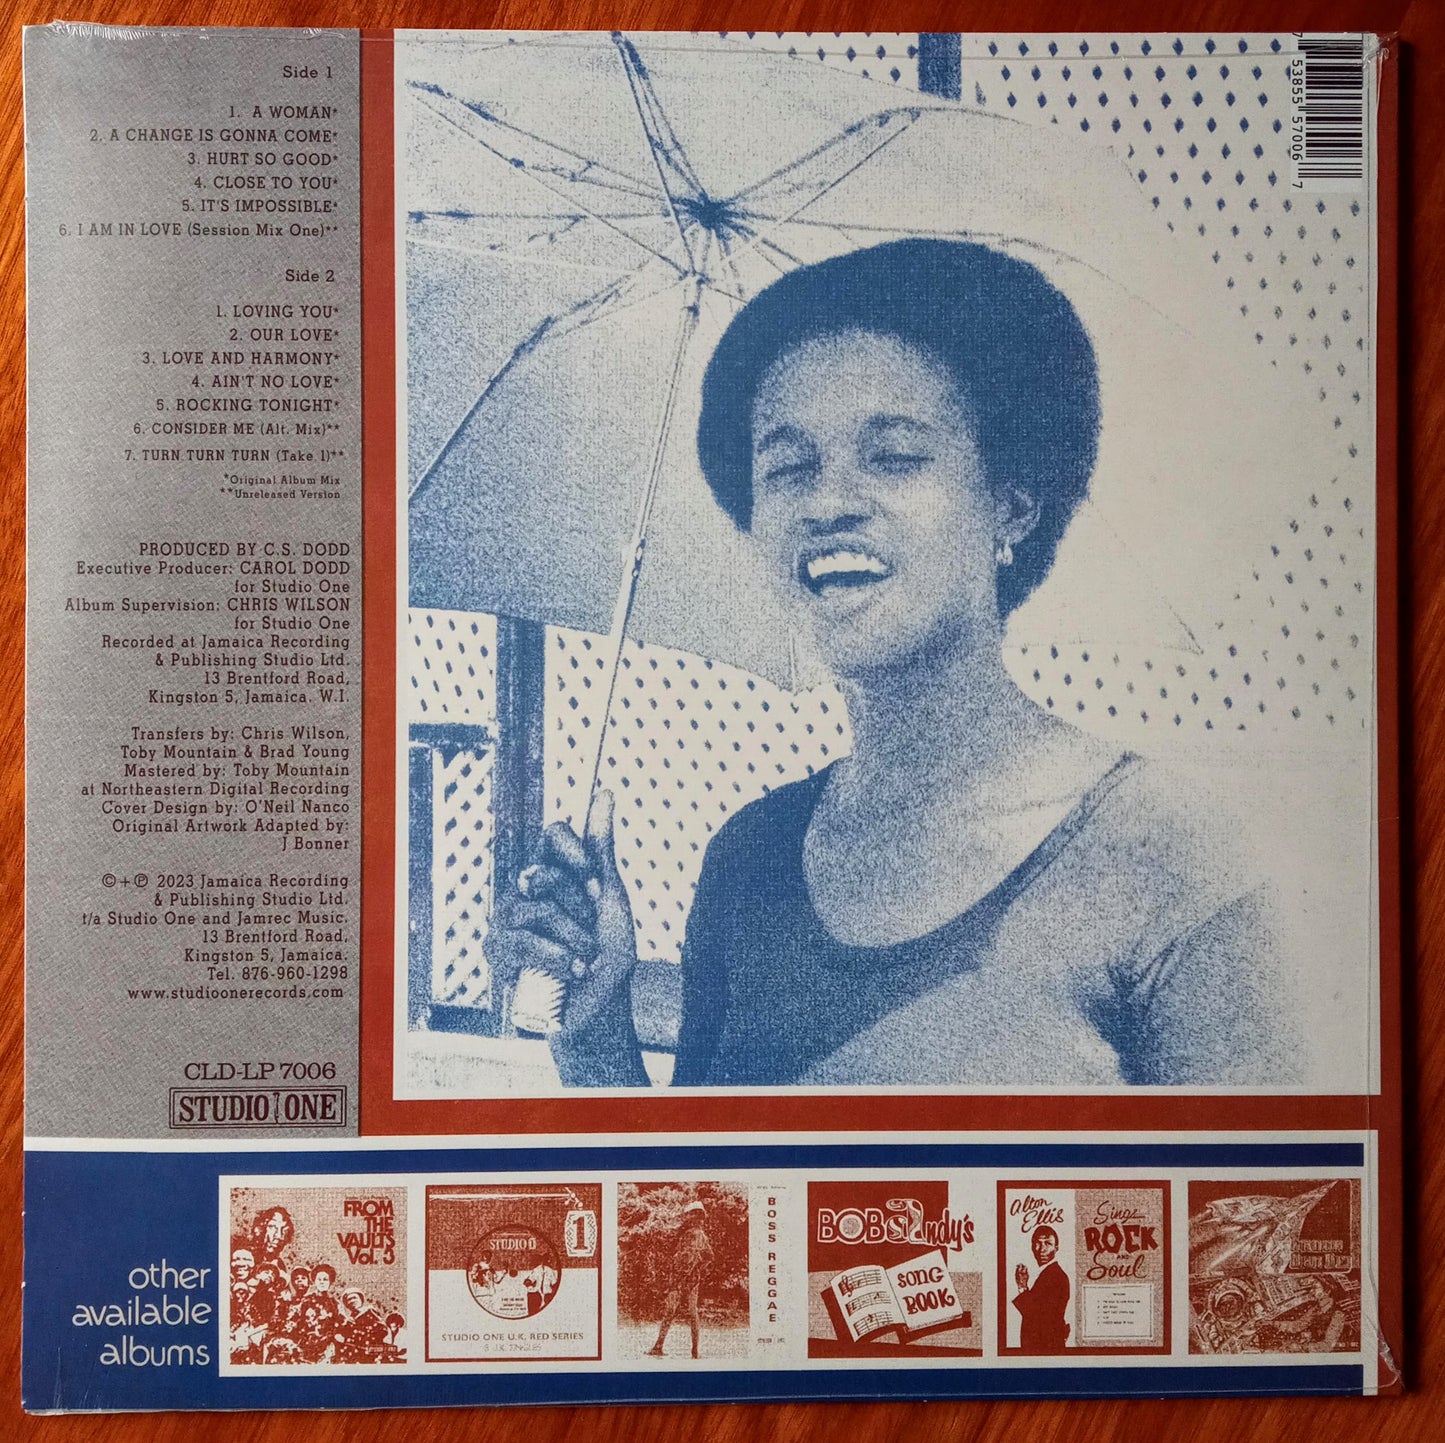 Side 1
1. A WOMAN*
2. A CHANGE IS GONNA COME*
3. HURT SO GOOD*
4. CLOSE TO YOU*
5. IT'S IMPOSSIBLE*
6. I AM IN LOVE (Session Mix One)**
Side 2
1. LOVING YOU*
2. OUR LOVE*
3. LOVE AND HARMONY*
4. AIN'T NO LOVE*
5. ROCKING TONIGHT*
6. CONSIDER ME (Alt. Mix)**
7. TURN TURN TURN (Take 1)**
*Original Album Mix
**Unreleased Version
PRODUCED BY C.S. DODD
Executive Producer: CAROL DODD
for Studio One
Album Supervision: CHRIS WILSON
for Studio One
Recorded at Jamaica Recording
& Publishing Studio Ltd.
13 Brentford Road,
Kingston 5, Jamaica. W.I.
Transfers by: Chris Wilson,
Toby Mountain & Brad Young
Mastered by: Toby Mountain
at Northeastern Digital Recording
Cover Design by: O'Neil Nanco
Original Artwork Adapted by:
J Bonner
©+℗ 2023 Jamaica Recording
& Publishing Studio Ltd.
t/a Studio One and Jamrec Music.
13 Brentford Road,
Kingston 5, Jamaica.
Tel. 876-960-1298
www.studioonerecords.com
CLD-LP 7006
STUDIO ONE
7 53855 57006 7
other
available
albums
FROM
THE
VAULTS
Vol. 3
STUDIO 1
1
STUDIO ONE U.K. RED SERIES
BOSS REGGAE
BOB & Andy's
SONG
BOOK
Alton
Ellis
Sings
ROCK
AND
Soul